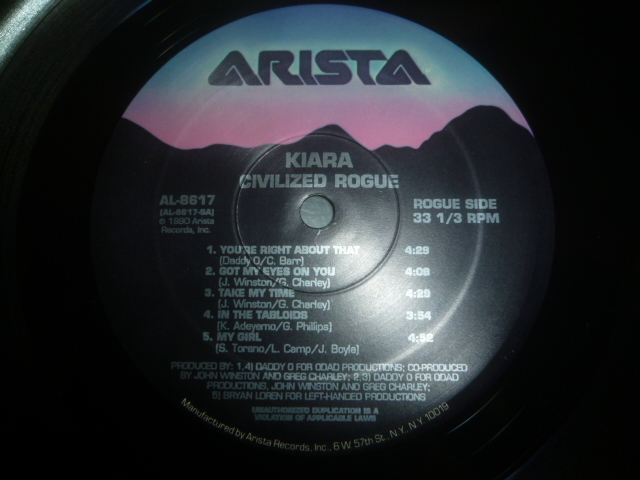 ARISTA
KIARA
CIVILIZED ROGUE
AL-8617
(AL-8617-SA)
℗ 1990 Arista
Records, Inc.
ROGUE SIDE
33 1/3 RPM
1. YOU'RE RIGHT ABOUT THAT 4:29
(Daddy O/C. Barr)
2. GOT MY EYES ON YOU 4:09
(J. Winston/G. Charley)
3. TAKE MY TIME 4:29
(J. Winston/G. Charley)
4. IN THE TABLOIDS 3:54
(K. Adeyemo/G. Phillips)
5. MY GIRL 4:52
(S. Torano/L. Camp/J. Boyle)
PRODUCED BY: 1,4) DADDY O FOR ODAD PRODUCTIONS; CO-PRODUCED
BY JOHN WINSTON AND GREG CHARLEY; 2,3) DADDY O FOR ODAD
PRODUCTIONS, JOHN WINSTON AND GREG CHARLEY;
5) BRYAN LOREN FOR LEFT-HANDED PRODUCTIONS
UNAUTHORIZED DUPLICATION IS A
VIOLATION OF APPLICABLE LAWS
Manufactured by Arista Records, Inc., 6 W 57th St., N.Y., N.Y. 10019